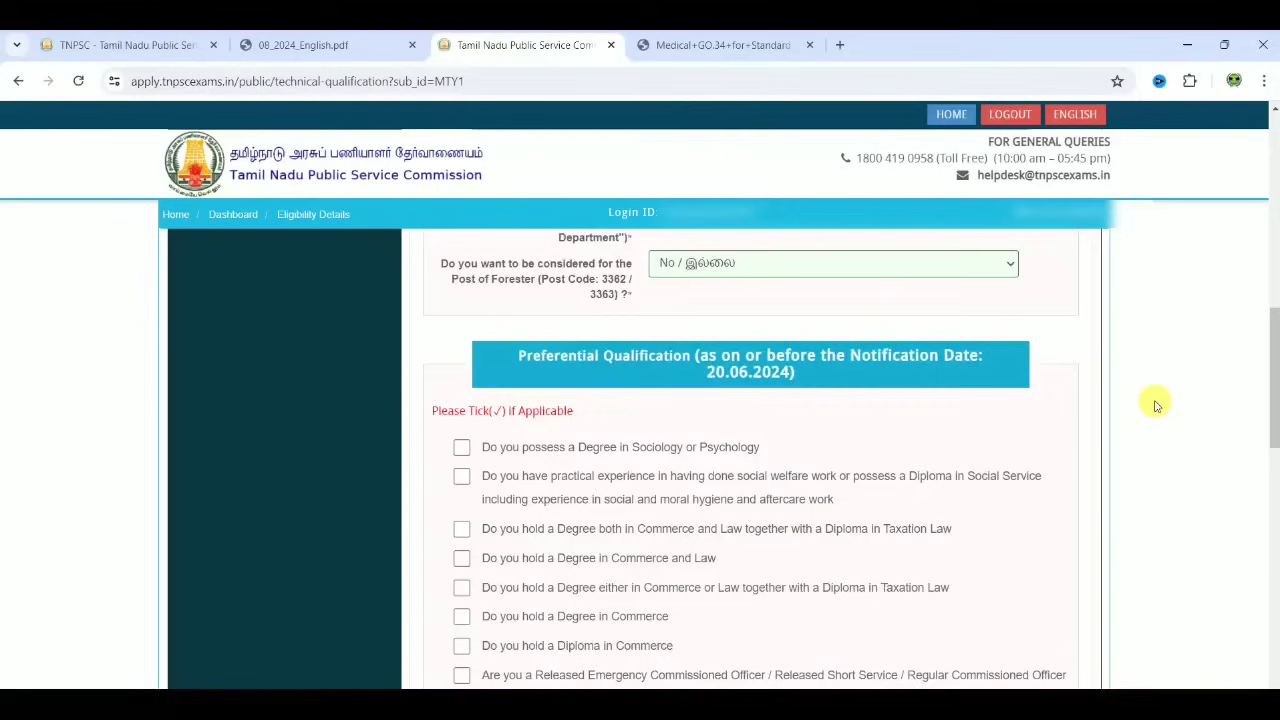 TNPSC - Tamil Nadu Public Ser
08_2024_English.pdf
Tamil Nadu Public Service Com
Medical+GO.34+for+Standard
apply.tnpscexams.in/public/technical-qualification?sub_id=MTY1
HOME
LOGOUT
ENGLISH
தமிழ்நாடு அரசுப் பணியாளர் தேர்வாணையம்
Tamil Nadu Public Service Commission
FOR GENERAL QUERIES
1800 419 0958 (Toll Free) (10:00 am – 05:45 pm)
helpdesk@tnpscexams.in
Home / Dashboard / Eligibility Details
Login ID:
Department")*
Do you want to be considered for the
Post of Forester (Post Code: 3362 /
3363) ?*
No / இல்லை
Preferential Qualification (as on or before the Notification Date:
20.06.2024)
Please Tick(✓) If Applicable
Do you possess a Degree in Sociology or Psychology
Do you have practical experience in having done social welfare work or possess a Diploma in Social Service
including experience in social and moral hygiene and aftercare work
Do you hold a Degree both in Commerce and Law together with a Diploma in Taxation Law
Do you hold a Degree in Commerce and Law
Do you hold a Degree either in Commerce or Law together with a Diploma in Taxation Law
Do you hold a Degree in Commerce
Do you hold a Diploma in Commerce
Are you a Released Emergency Commissioned Officer / Released Short Service / Regular Commissioned Officer